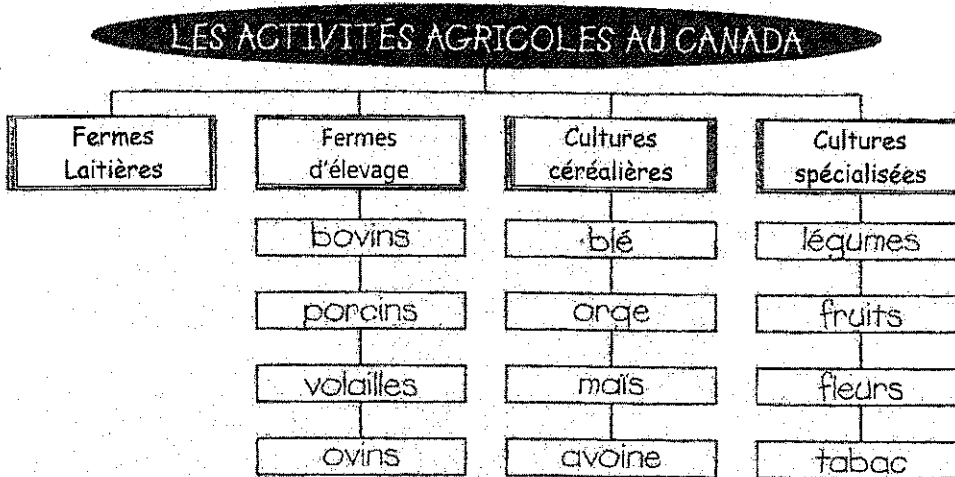 LES ACTIVITÉS AGRICOLES AU CANADA
Fermes
Laitières
Fermes
d'élevage
bovins
porcins
volailles
ovins
Cultures
céréalières
blé
orge
maïs
avoine
Cultures
spécialisées
légumes
fruits
fleurs
tabac